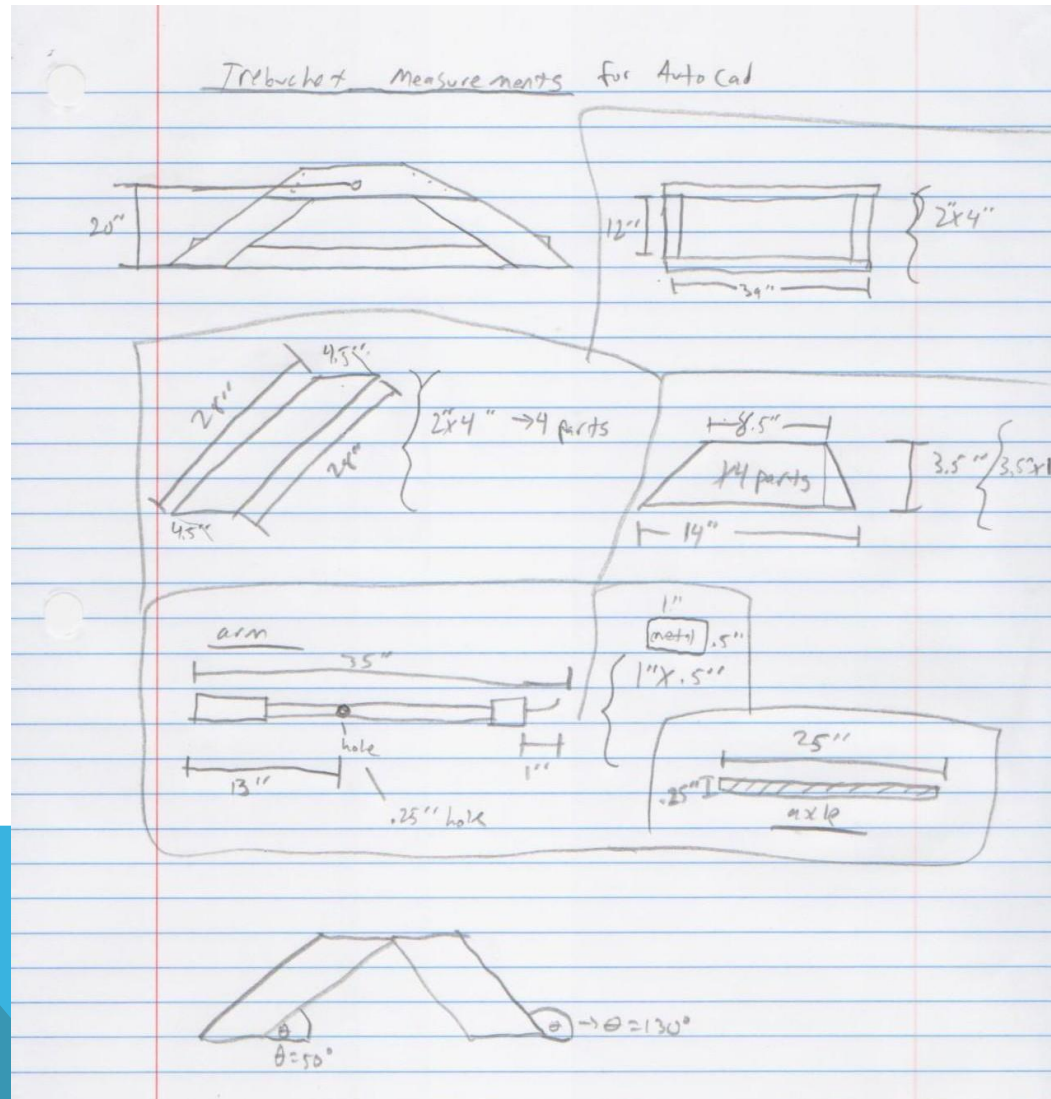 Trebuchet Measurements for AutoCad
20"
12"
2"x4"
39"
4.5"
28"
28"
4.5"
2"x4" → 4 parts
8.5"
x4 parts
3.5"
14"
arm
35"
hole
13"
1"
.25" hole
1"
metal
.5"
1"X.5"
25"
.25"
axle
θ
θ=50°
θ → θ=130°